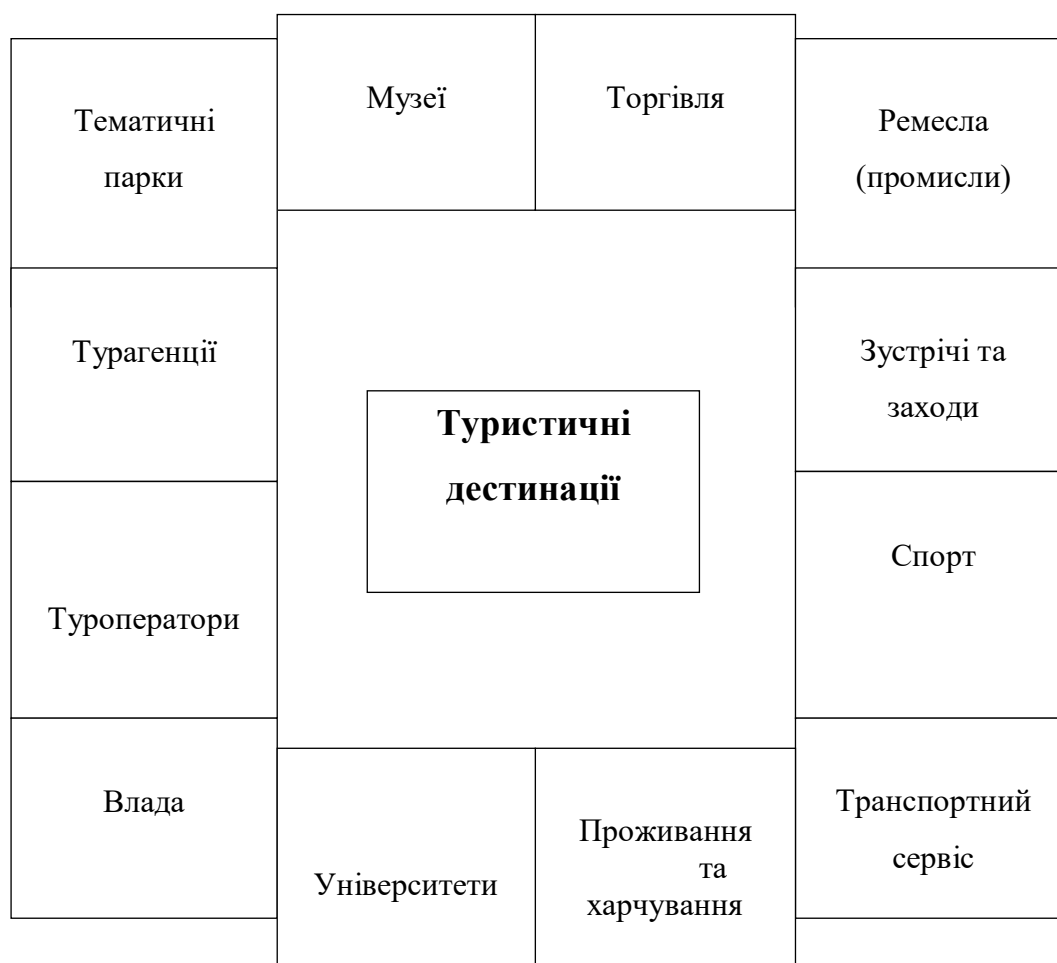 Музеї
Торгівля
Тематичні
парки
Ремесла
(промисли)
Турагенції
Зустрічі та
заходи
Туристичні
дестинації
Спорт
Туроператори
Влада
Транспортний
сервіс
Університети
Проживання
та
харчування